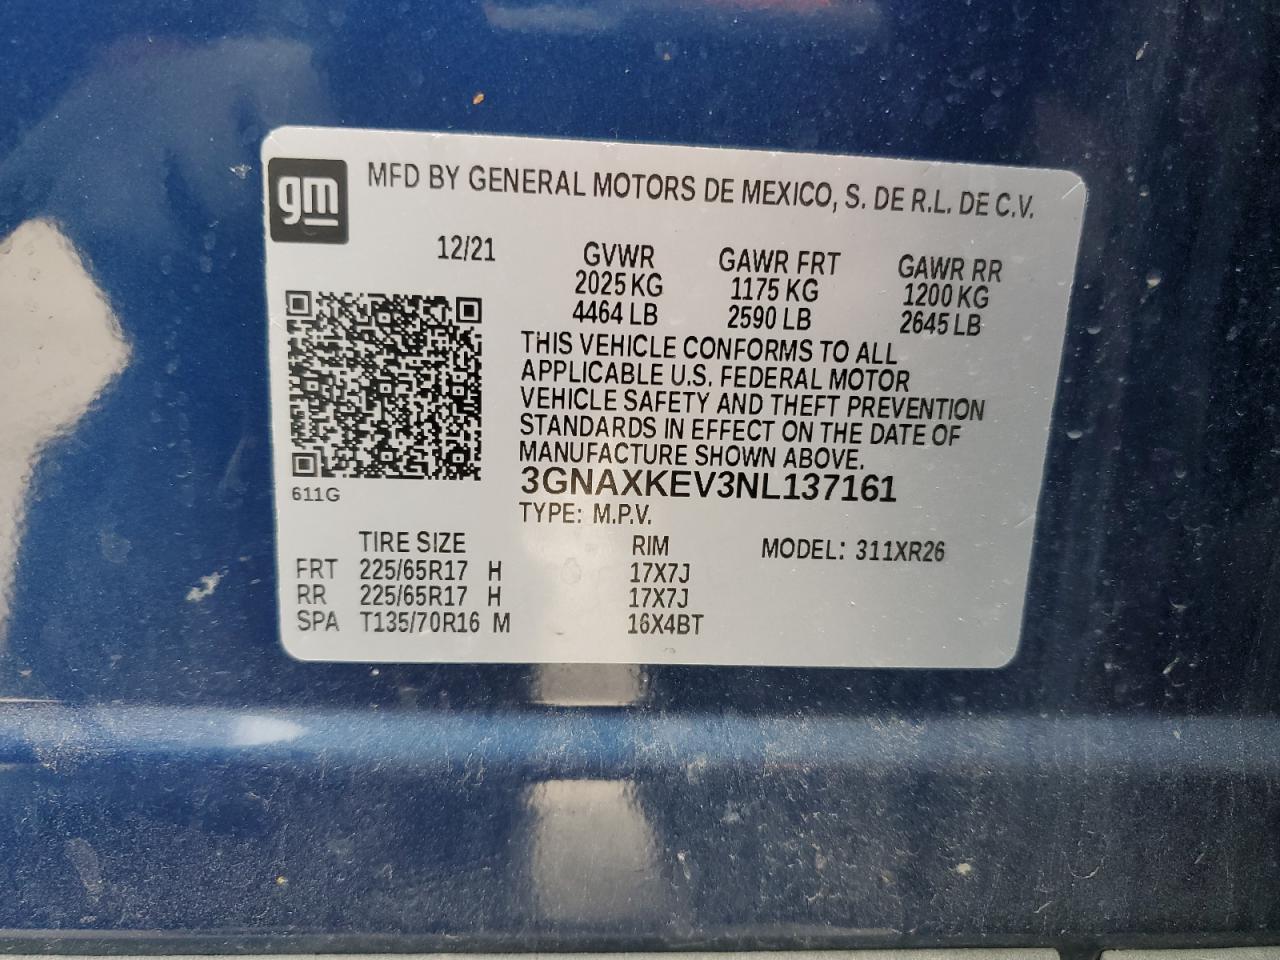 gm
MFD BY GENERAL MOTORS DE MEXICO, S. DE R.L. DE C.V.
12/21 GVWR GAWR FRT GAWR RR
2025 KG 1175 KG 1200 KG
4464 LB 2590 LB 2645 LB
THIS VEHICLE CONFORMS TO ALL
APPLICABLE U.S. FEDERAL MOTOR
VEHICLE SAFETY AND THEFT PREVENTION
STANDARDS IN EFFECT ON THE DATE OF
MANUFACTURE SHOWN ABOVE.
3GNAXKEV3NL137161
611G
TYPE: M.P.V.
TIRE SIZE RIM MODEL: 311XR26
FRT 225/65R17 H 17X7J
RR 225/65R17 H 17X7J
SPA T135/70R16 M 16X4BT